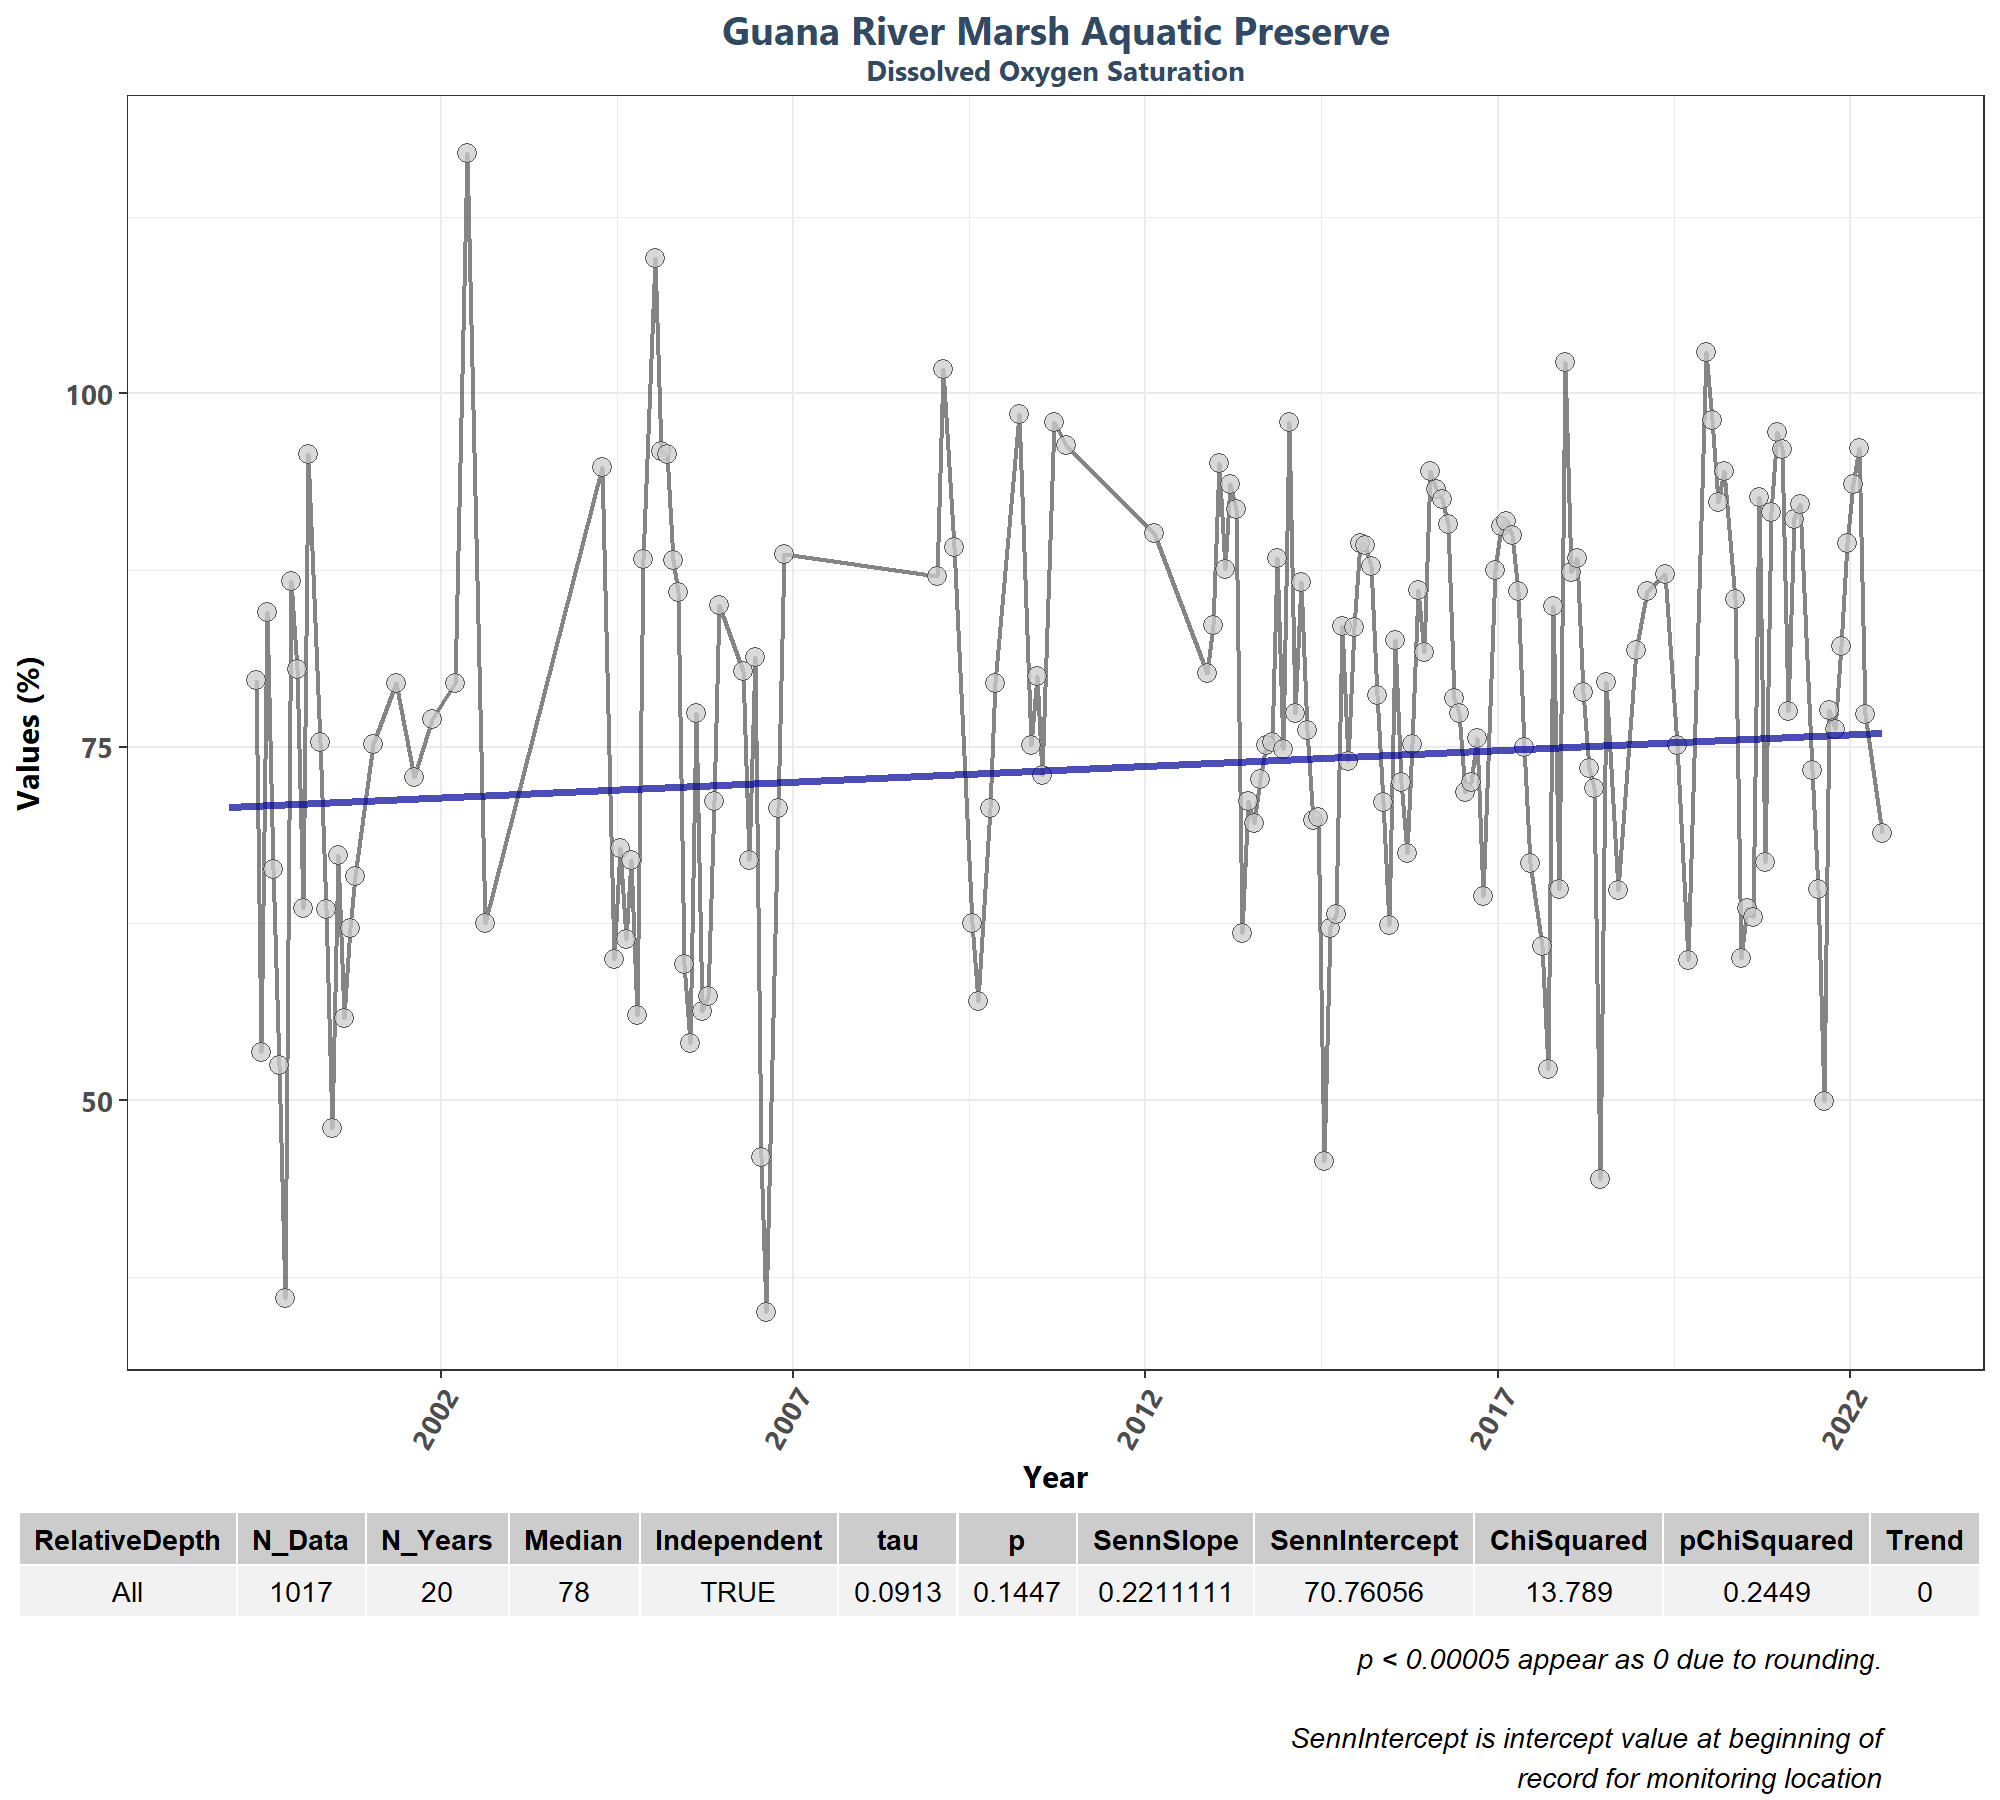 Guana River Marsh Aquatic Preserve
Dissolved Oxygen Saturation
Values (%)
100
75
50
2002 2007 2012 2017 2022
Year
RelativeDepth N_Data N_Years Median Independent tau p SennSlope SennIntercept ChiSquared pChiSquared Trend
All 1017 20 78 TRUE 0.0913 0.1447 0.2211111 70.76056 13.789 0.2449 0
p < 0.00005 appear as 0 due to rounding.
SennIntercept is intercept value at beginning of
record for monitoring location